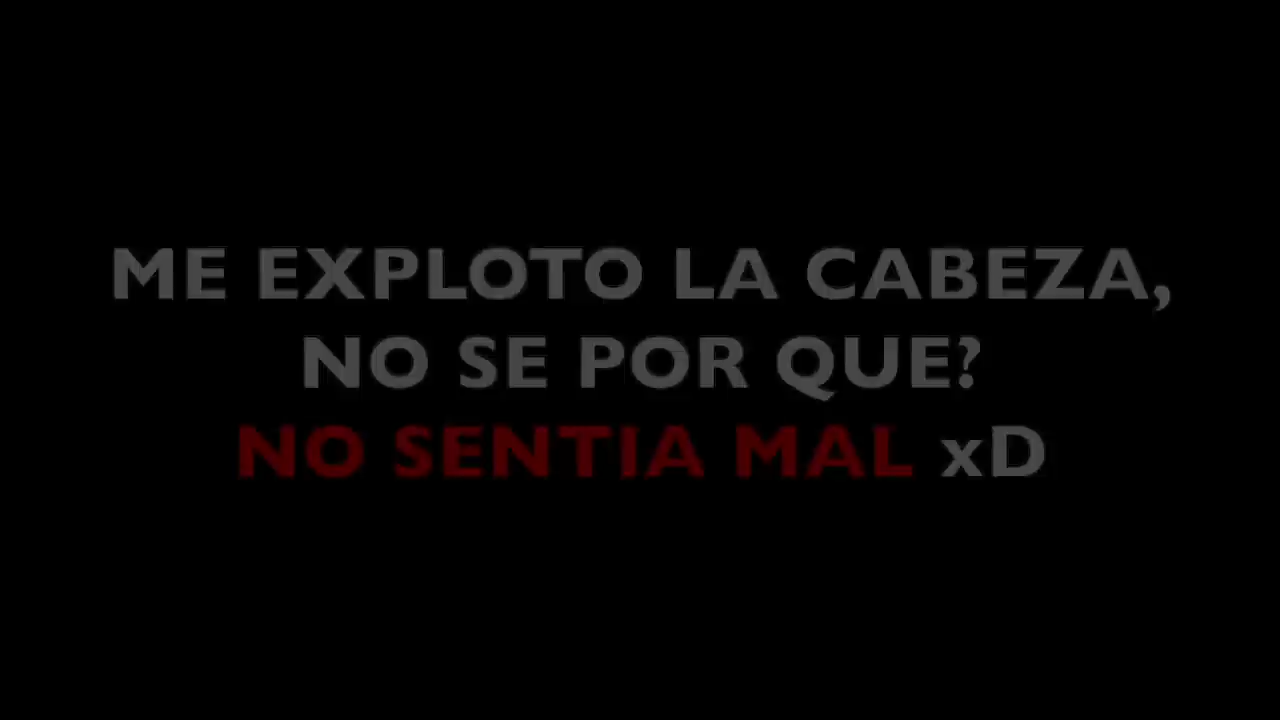 ME EXPLOTO LA CABEZA,
NO SE POR QUE?
NO SENTIA MAL xD